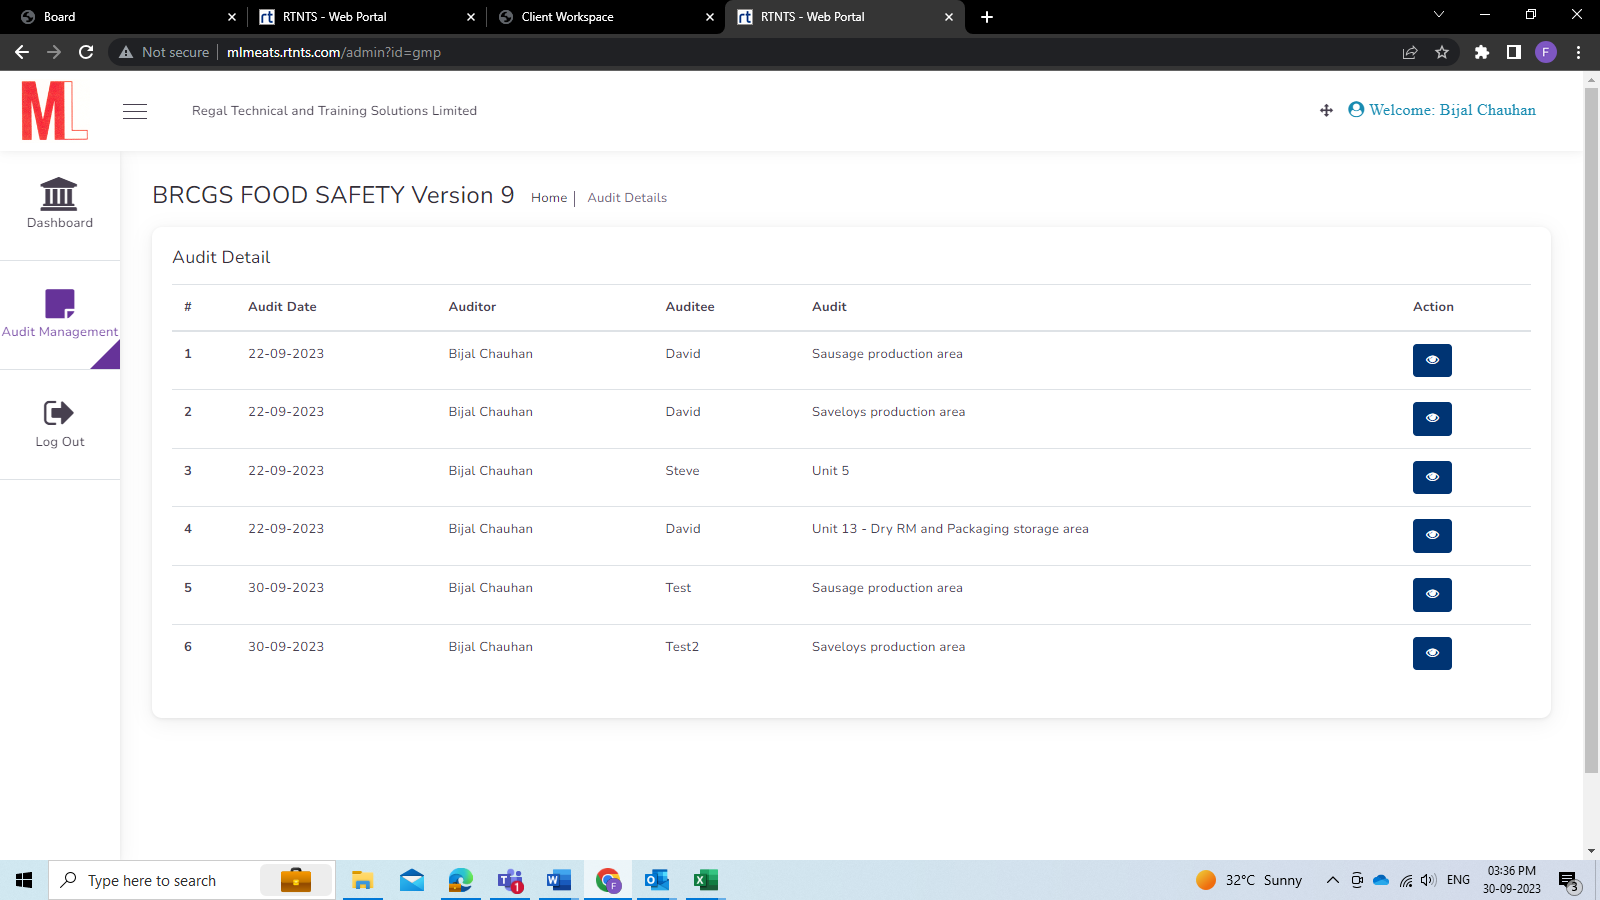 Board
RTNTS - Web Portal
Client Workspace
RTNTS - Web Portal
Not secure
mlmeats.rtnts.com/admin?id=gmp
F
ML
Regal Technical and Training Solutions Limited
Welcome: Bijal Chauhan
Dashboard
Audit Management
Log Out
BRCGS FOOD SAFETY Version 9 Home | Audit Details
Audit Detail
# Audit Date Auditor Auditee Audit Action
1 22-09-2023 Bijal Chauhan David Sausage production area
2 22-09-2023 Bijal Chauhan David Saveloys production area
3 22-09-2023 Bijal Chauhan Steve Unit 5
4 22-09-2023 Bijal Chauhan David Unit 13 - Dry RM and Packaging storage area
5 30-09-2023 Bijal Chauhan Test Sausage production area
6 30-09-2023 Bijal Chauhan Test2 Saveloys production area
Type here to search
1
F
32°C Sunny
ENG
03:36 PM
30-09-2023
3